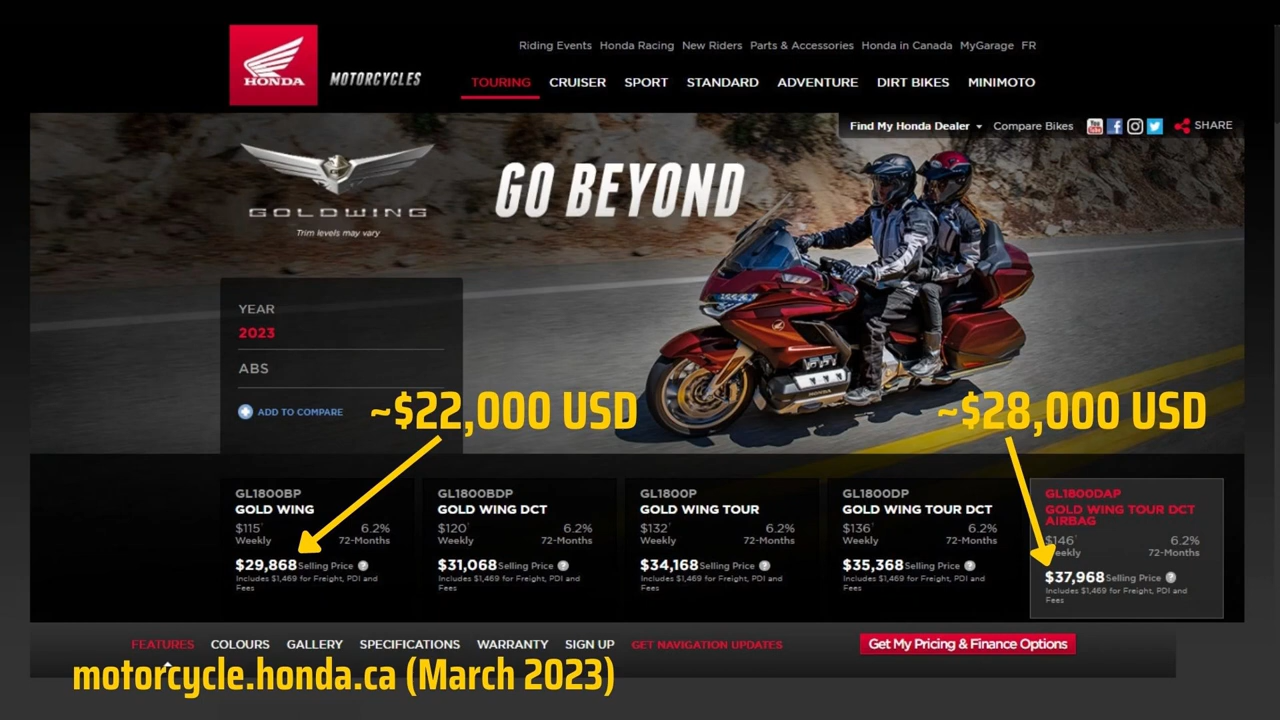 Riding Events Honda Racing New Riders Parts & Accessories Honda in Canada MyGarage FR
HONDA
MOTORCYCLES
TOURING CRUISER SPORT STANDARD ADVENTURE DIRT BIKES MINIMOTO
Find My Honda Dealer Compare Bikes You Tube SHARE
GOLDWING
Trim levels may vary
GO BEYOND
YEAR
2023
ABS
ADD TO COMPARE
~$22,000 USD
~$28,000 USD
GL1800BP
GOLD WING
$115
6.2%
Weekly
72-Months
$29,868 Selling Price ?
Includes $1,469 for Freight, PDI and
Fees
GL1800BDP
GOLD WING DCT
$120
6.2%
Weekly
72-Months
$31,068 Selling Price ?
Includes $1,469 for Freight, PDI and
Fees
GL1800P
GOLD WING TOUR
$132
6.2%
Weekly
72-Months
$34,168 Selling Price ?
Includes $1,469 for Freight, PDI and
Fees
GL1800DP
GOLD WING TOUR DCT
$136
6.2%
Weekly
72-Months
$35,368 Selling Price ?
Includes $1,469 for Freight, PDI and
Fees
GL1800DAP
GOLD WING TOUR DCT
AIRBAG
$146
6.2%
eekly
72-Months
$37,968 Selling Price ?
Includes $1,469 for Freight, PDI and
Fees
FEATURES COLOURS GALLERY SPECIFICATIONS WARRANTY SIGN UP GET NAVIGATION UPDATES
Get My Pricing & Finance Options
motorcycle.honda.ca (March 2023)